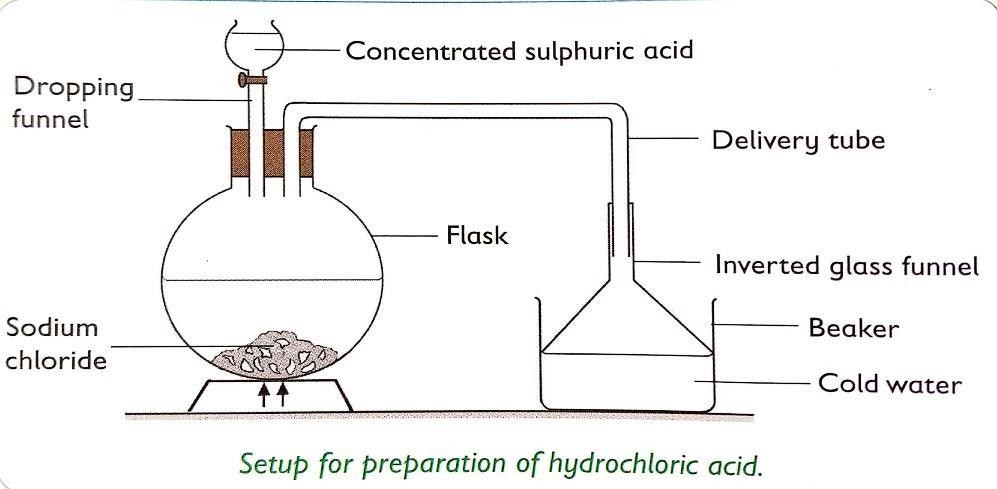 Concentrated sulphuric acid
Dropping
funnel
Delivery tube
Flask
Inverted glass funnel
Sodium
chloride
Beaker
Cold water
Setup for preparation of hydrochloric acid.